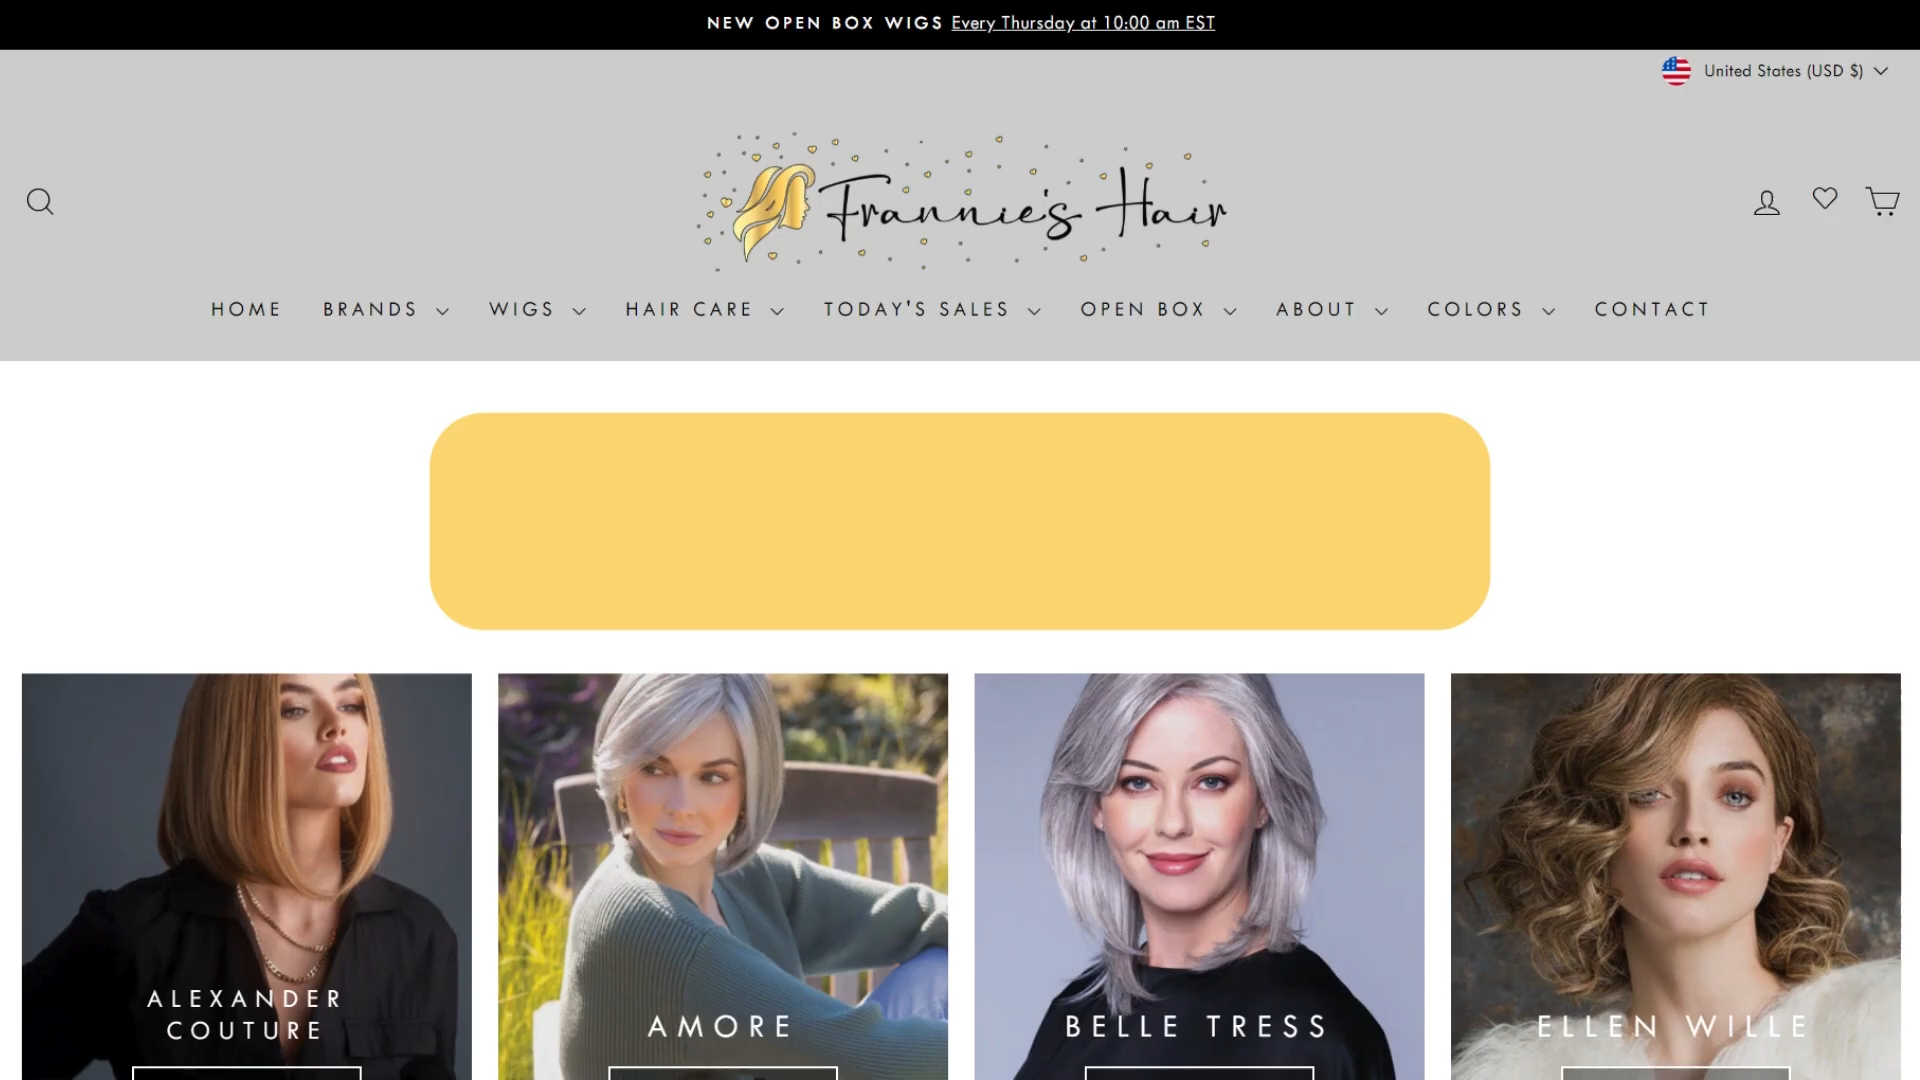 NEW OPEN BOX WIGS Every Thursday at 10:00 am EST
United States (USD $)
Frannie's Hair
HOME BRANDS WIGS HAIR CARE TODAY'S SALES OPEN BOX ABOUT COLORS CONTACT
ALEXANDER
COUTURE
AMORE
BELLE TRESS
ELLEN WILLE